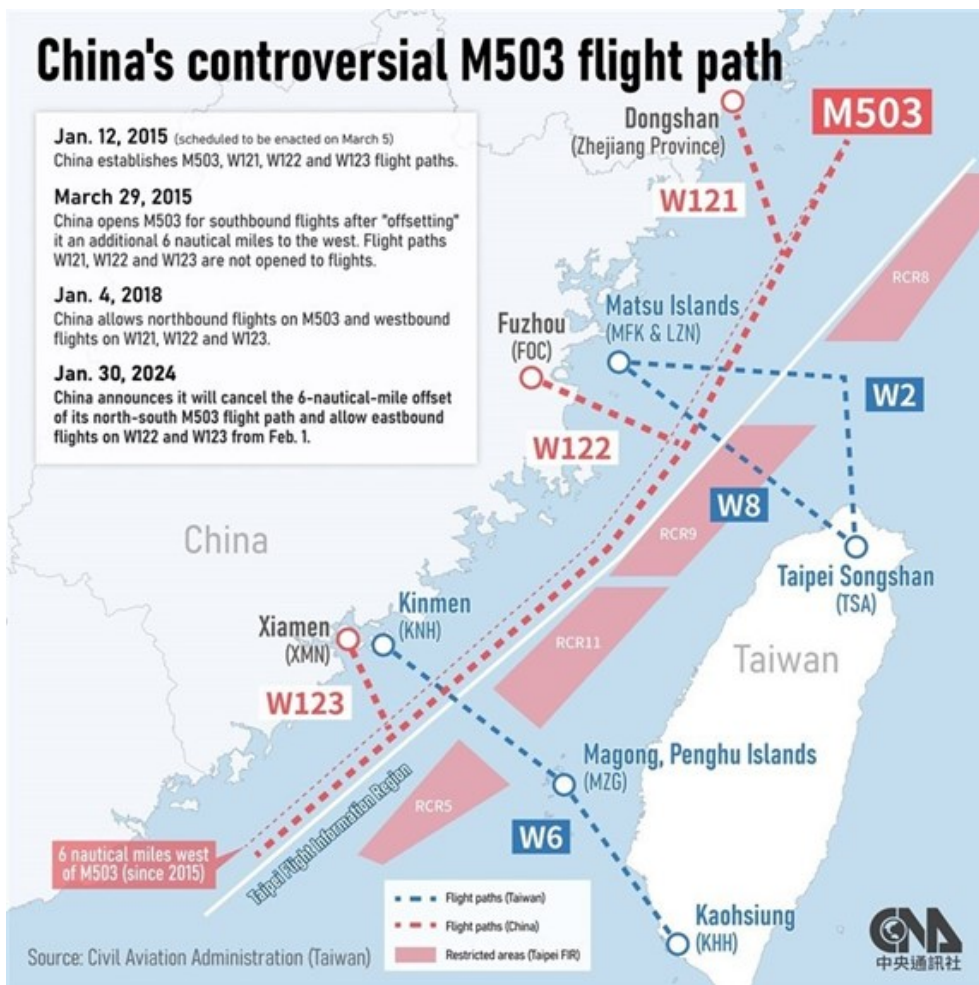 China's controversial M503 flight path
Jan. 12, 2015 (scheduled to be enacted on March 5)
China establishes M503, W121, W122 and W123 flight paths.
March 29, 2015
China opens M503 for southbound flights after "offsetting"
it an additional 6 nautical miles to the west. Flight paths
W121, W122 and W123 are not opened to flights.
Jan. 4, 2018
China allows northbound flights on M503 and westbound
flights on W121, W122 and W123.
Jan. 30, 2024
China announces it will cancel the 6-nautical-mile offset
of its north-south M503 flight path and allow eastbound
flights on W122 and W123 from Feb. 1.
Dongshan
(Zhejiang Province)
M503
W121
RCR8
Matsu Islands
(MFK & LZN)
Fuzhou
(FOC)
W2
W122
W8
RCR9
China
Taipei Songshan
(TSA)
Kinmen
(KNH)
Xiamen
(XMN)
RCR11
Taiwan
W123
Magong, Penghu Islands
(MZG)
RCR5
Taipei Flight Information Region
W6
6 nautical miles west
of M503 (since 2015)
Flight paths (Taiwan)
Flight paths (China)
Restricted areas (Taipei FIR)
Kaohsiung
(KHH)
CNA
中央通訊社
Source: Civil Aviation Administration (Taiwan)